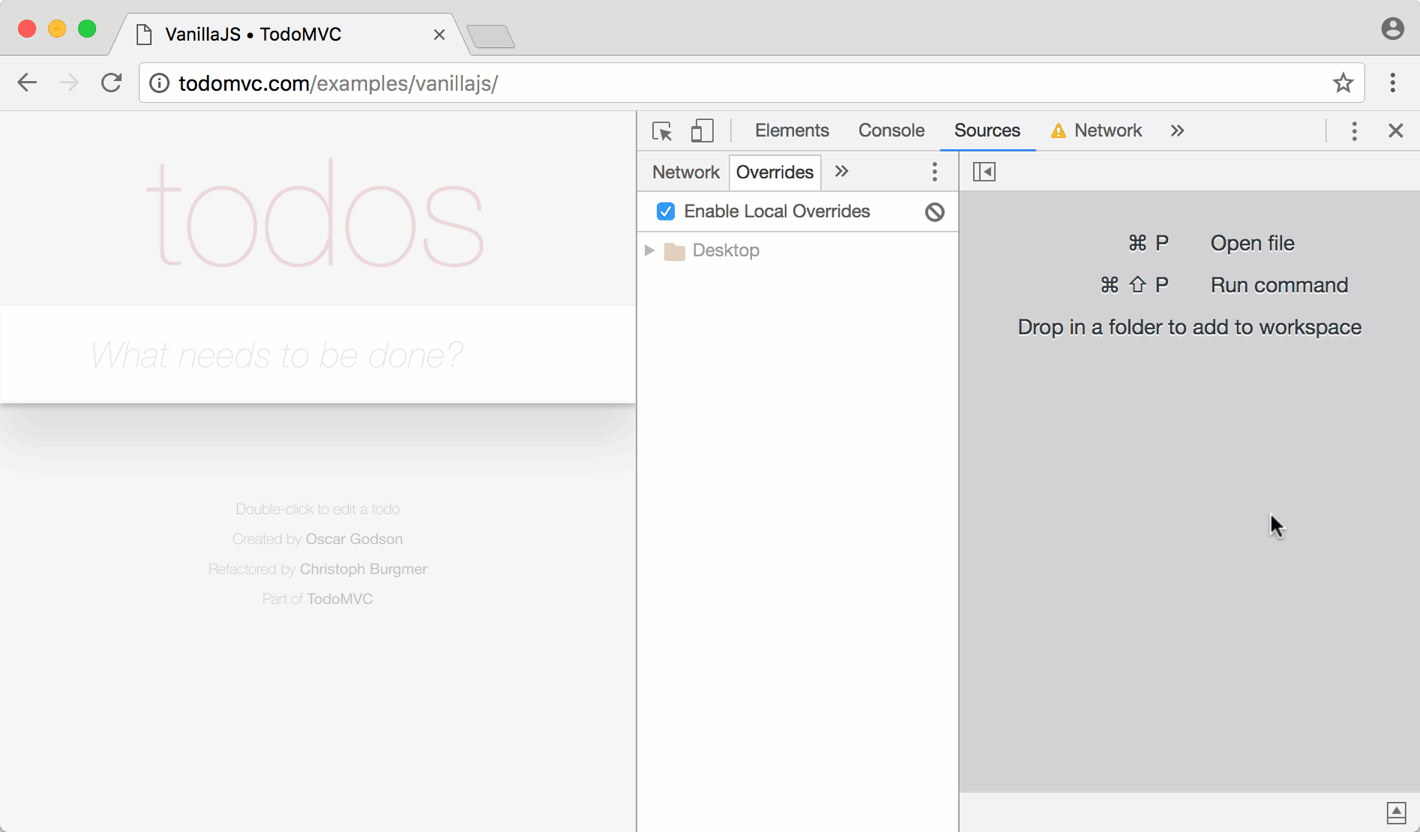 VanillaJS • TodoMVC
todomvc.com/examples/vanillajs/
todos
What needs to be done?
Double-click to edit a todo
Created by Oscar Godson
Refactored by Christoph Burgmer
Part of TodoMVC
Elements Console Sources Network »
Network Overrides »
Enable Local Overrides
Desktop
⌘ P Open file
⌘ ⇧ P Run command
Drop in a folder to add to workspace